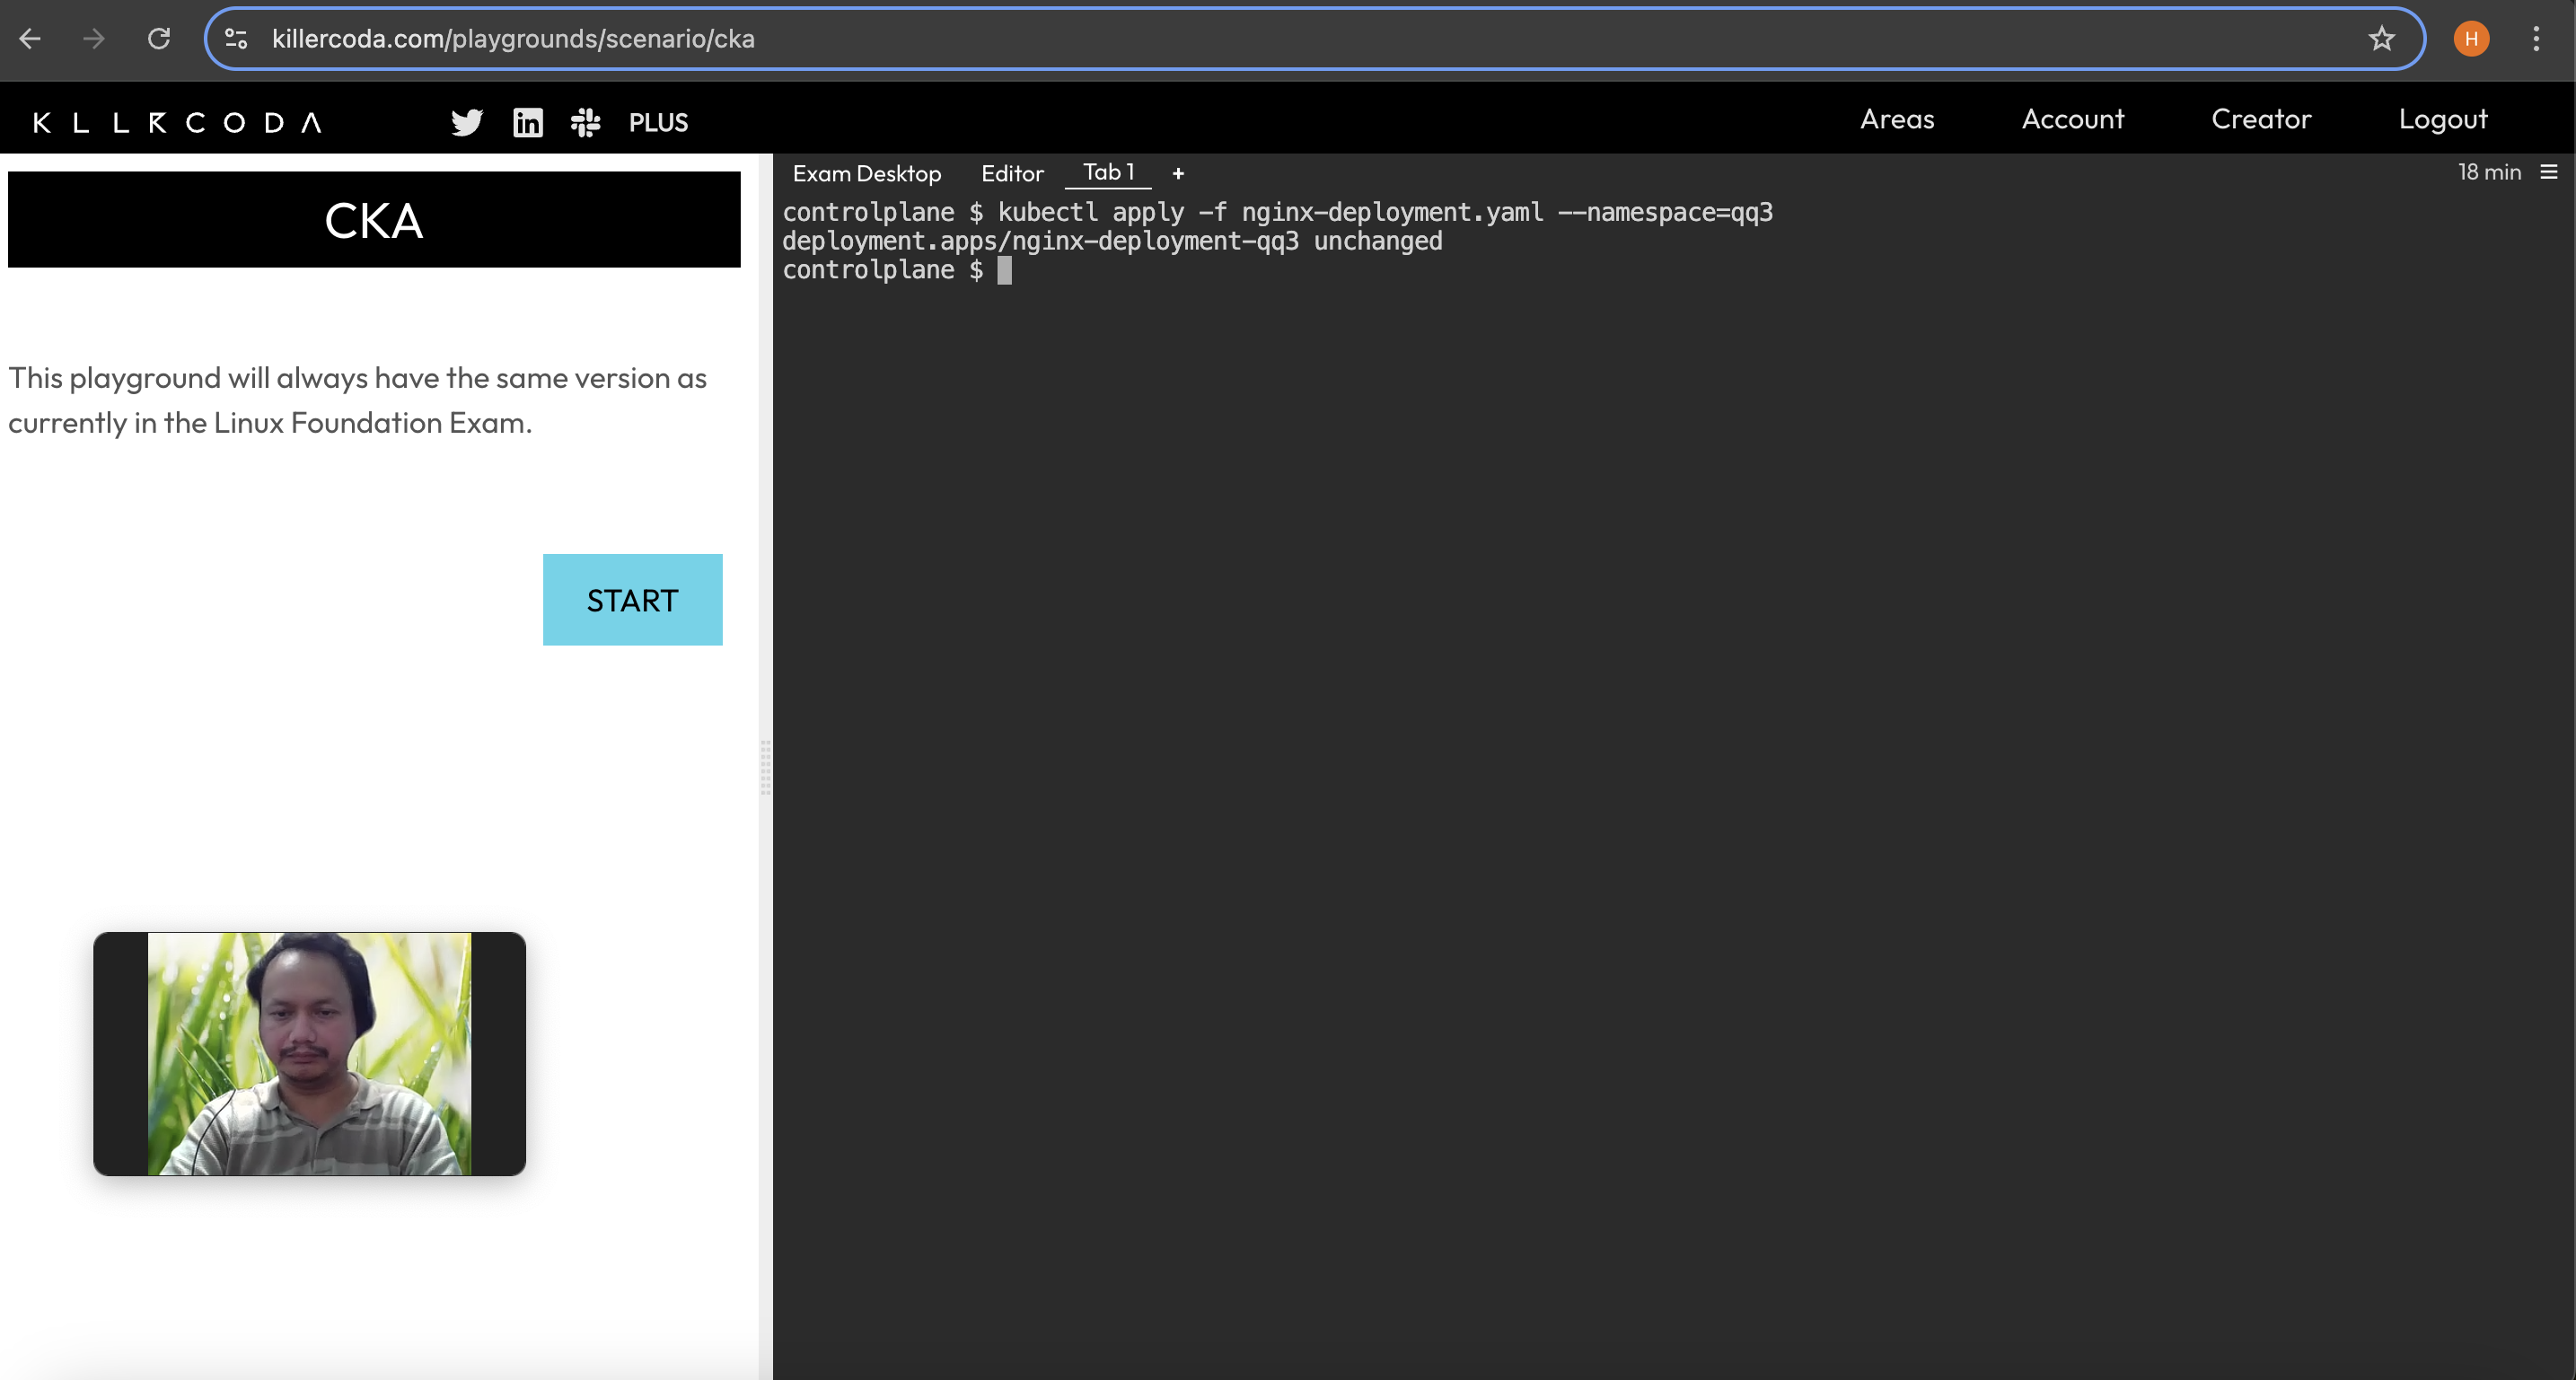 killercoda.com/playgrounds/scenario/cka
H
KLLRCODA
PLUS
Areas
Account
Creator
Logout
CKA
This playground will always have the same version as
currently in the Linux Foundation Exam.
START
Exam Desktop
Editor
Tab 1
+
18 min
controlplane $ kubectl apply -f nginx-deployment.yaml --namespace=qq3
deployment.apps/nginx-deployment-qq3 unchanged
controlplane $